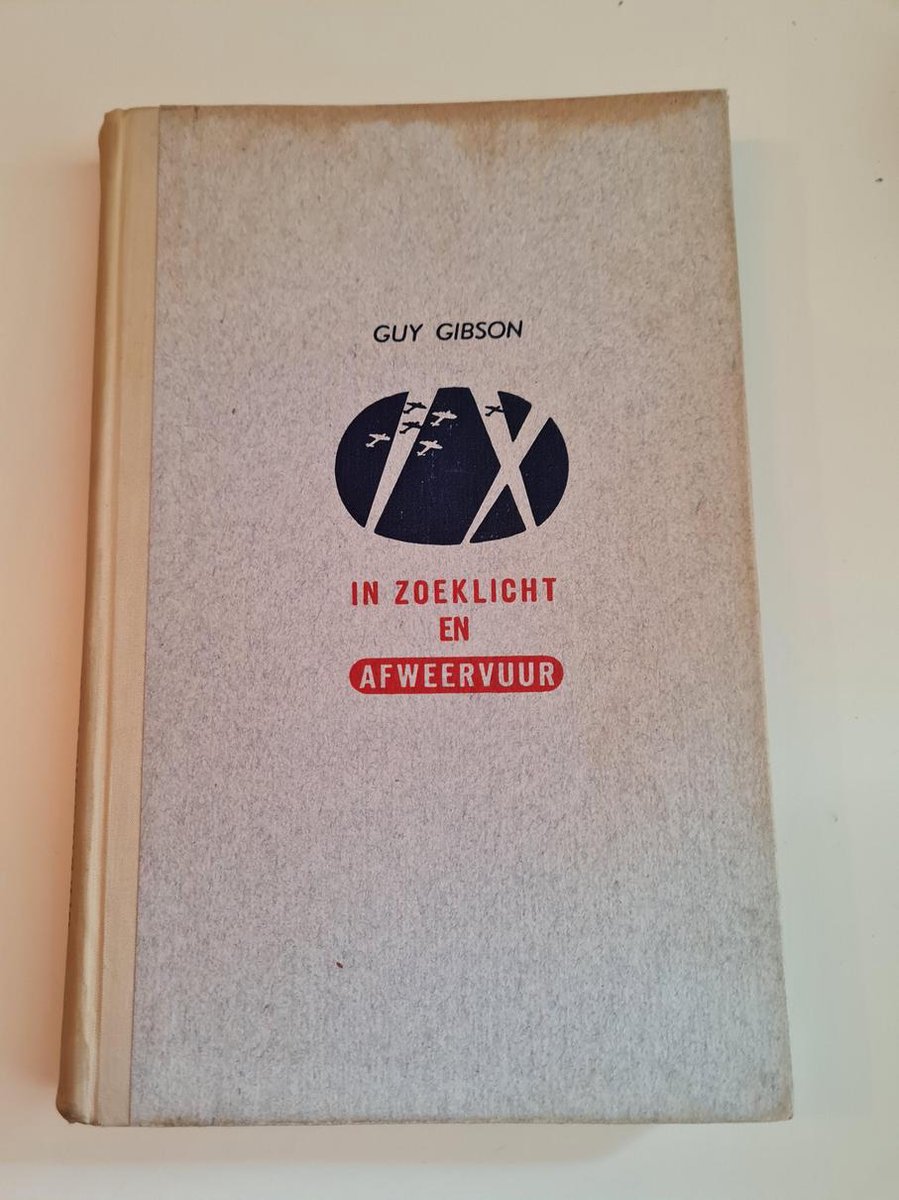 GUY GIBSON
IN ZOEKLICHT
EN
AFWEERVUUR